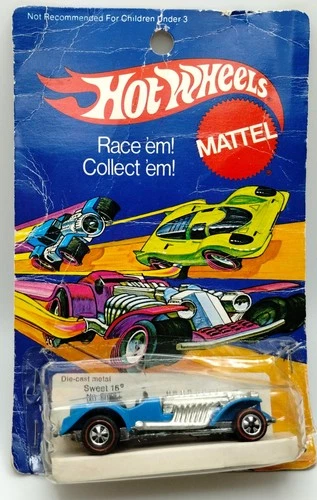 Not Recommended For Children Under 3
Hot Wheels
MATTEL
Race 'em!
Collect 'em!
Die-cast metal
Sweet 16®